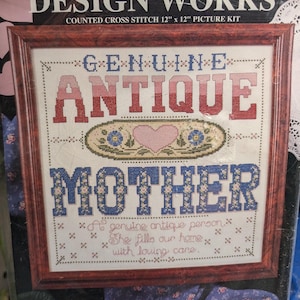 DESIGN WORKS
COUNTED CROSS STITCH 12" x 12" PICTURE KIT
GENUINE
ANTIQUE
MOTHER
A genuine antique person,
She fills our home
with loving care.